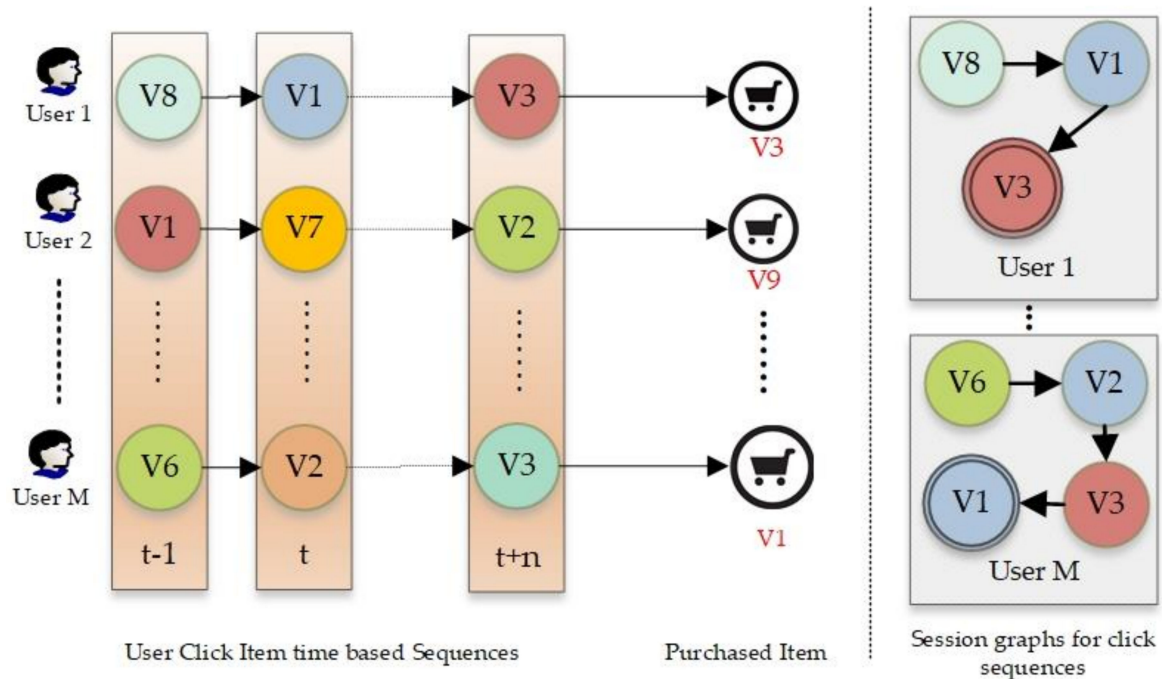 User 1
V8
V1
V3
V3
User 2
V1
V7
V2
V9
User M
V6
V2
V3
V1
t-1
t
t+n
User Click Item time based Sequences
Purchased Item
V8
V1
V3
User 1
V6
V2
V1
V3
User M
Session graphs for click
sequences